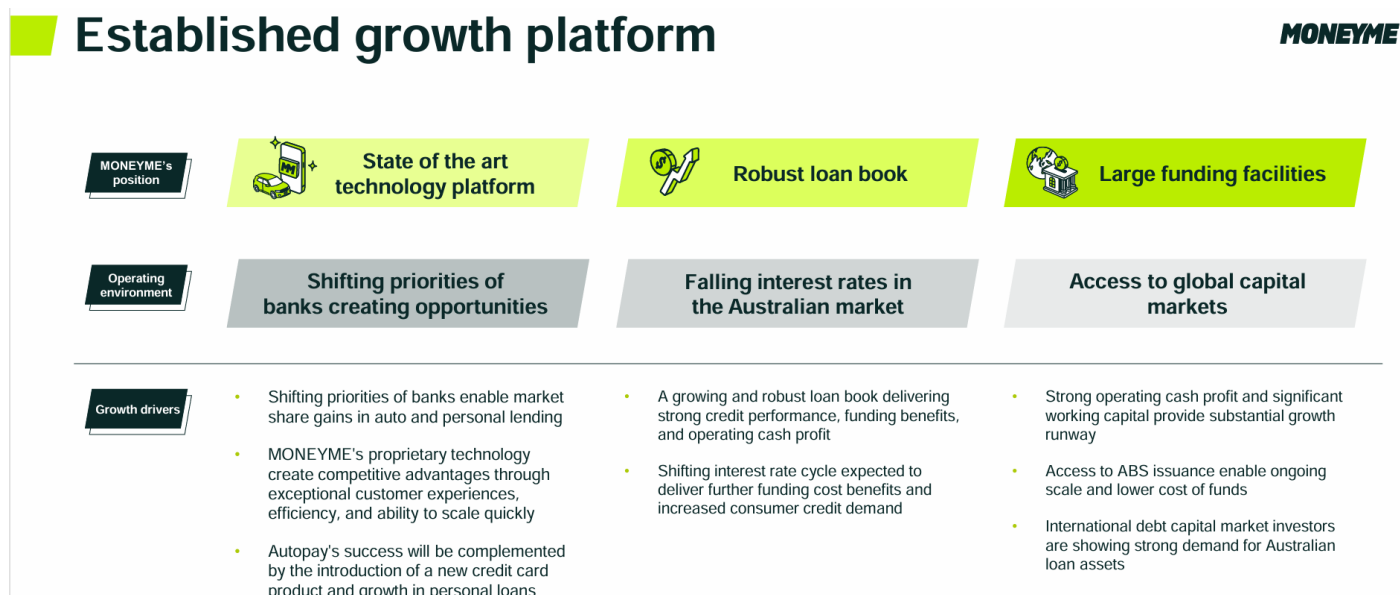 Established growth platform
MONEYME
MONEYME's
position
State of the art
technology platform
Robust loan book
Large funding facilities
Operating
environment
Shifting priorities of
banks creating opportunities
Falling interest rates in
the Australian market
Access to global capital
markets
Growth drivers
• Shifting priorities of banks enable market
share gains in auto and personal lending
• MONEYME's proprietary technology
create competitive advantages through
exceptional customer experiences,
efficiency, and ability to scale quickly
• Autopay's success will be complemented
by the introduction of a new credit card
product and growth in personal loans
• A growing and robust loan book delivering
strong credit performance, funding benefits,
and operating cash profit
• Shifting interest rate cycle expected to
deliver further funding cost benefits and
increased consumer credit demand
• Strong operating cash profit and significant
working capital provide substantial growth
runway
• Access to ABS issuance enable ongoing
scale and lower cost of funds
• International debt capital market investors
are showing strong demand for Australian
loan assets